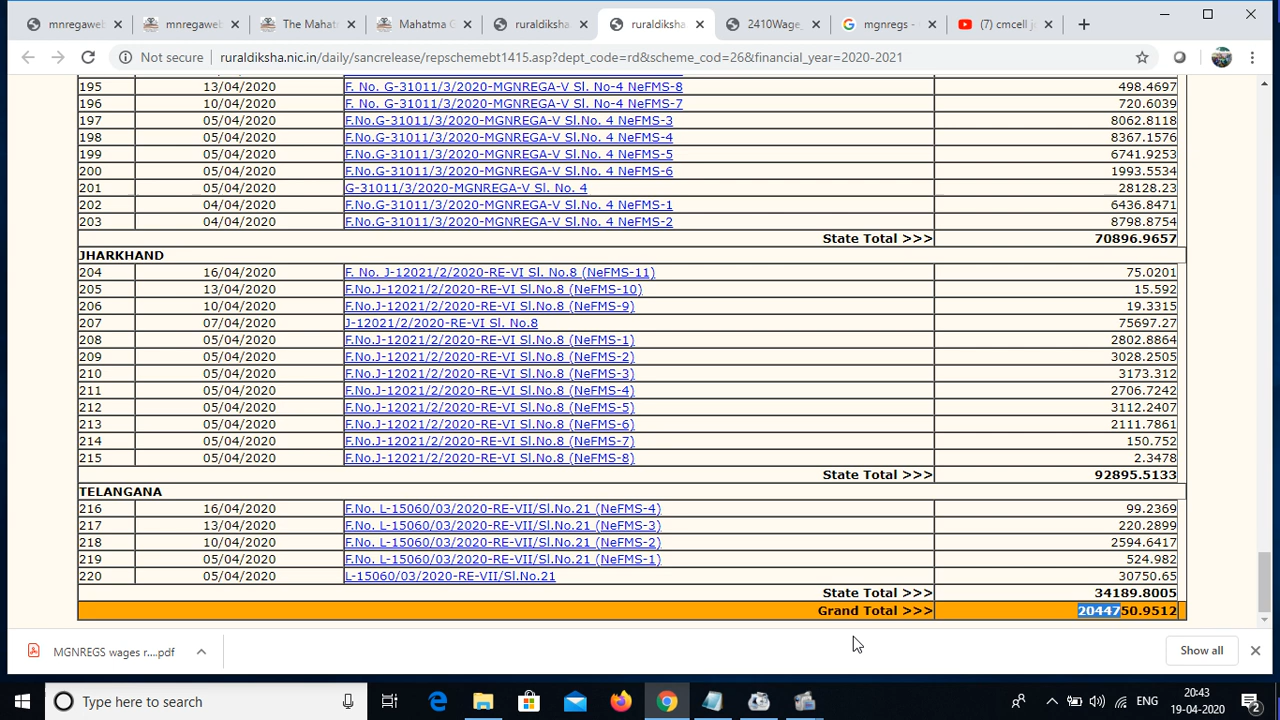 mnregaweb
mnregaweb
The Mahat
Mahatma G
ruraldiksha
ruraldiksha
2410Wage
mgnregs -
(7) cmcell j
Not secure ruraldiksha.nic.in/daily/sancrelease/repschemebt1415.asp?dept_code=rd&scheme_cod=26&financial_year=2020-2021
195 13/04/2020 F. No. G-31011/3/2020-MGNREGA-V Sl. No-4 NeFMS-8 498.4697
196 10/04/2020 F. No. G-31011/3/2020-MGNREGA-V Sl. No-4 NeFMS-7 720.6039
197 05/04/2020 F.No.G-31011/3/2020-MGNREGA-V Sl.No. 4 NeFMS-3 8062.8118
198 05/04/2020 F.No.G-31011/3/2020-MGNREGA-V Sl.No. 4 NeFMS-4 8367.1576
199 05/04/2020 F.No.G-31011/3/2020-MGNREGA-V Sl.No. 4 NeFMS-5 6741.9253
200 05/04/2020 F.No.G-31011/3/2020-MGNREGA-V Sl.No. 4 NeFMS-6 1993.5534
201 05/04/2020 G-31011/3/2020-MGNREGA-V Sl. No. 4 28128.23
202 04/04/2020 F.No.G-31011/3/2020-MGNREGA-V Sl.No. 4 NeFMS-1 6436.8471
203 04/04/2020 F.No.G-31011/3/2020-MGNREGA-V Sl.No. 4 NeFMS-2 8798.8754
State Total >>> 70896.9657
JHARKHAND
204 16/04/2020 F. No. J-12021/2/2020-RE-VI Sl. No.8 (NeFMS-11) 75.0201
205 13/04/2020 F.No.J-12021/2/2020-RE-VI Sl.No.8 (NeFMS-10) 15.592
206 10/04/2020 F.No.J-12021/2/2020-RE-VI Sl.No.8 (NeFMS-9) 19.3315
207 07/04/2020 J-12021/2/2020-RE-VI Sl. No.8 75697.27
208 05/04/2020 F.No.J-12021/2/2020-RE-VI Sl.No.8 (NeFMS-1) 2802.8864
209 05/04/2020 F.No.J-12021/2/2020-RE-VI Sl.No.8 (NeFMS-2) 3028.2505
210 05/04/2020 F.No.J-12021/2/2020-RE-VI Sl.No.8 (NeFMS-3) 3173.312
211 05/04/2020 F.No.J-12021/2/2020-RE-VI Sl.No.8 (NeFMS-4) 2706.7242
212 05/04/2020 F.No.J-12021/2/2020-RE-VI Sl.No.8 (NeFMS-5) 3112.2407
213 05/04/2020 F.No.J-12021/2/2020-RE-VI Sl.No.8 (NeFMS-6) 2111.7861
214 05/04/2020 F.No.J-12021/2/2020-RE-VI Sl.No.8 (NeFMS-7) 150.752
215 05/04/2020 F.No.J-12021/2/2020-RE-VI Sl.No.8 (NeFMS-8) 2.3478
State Total >>> 92895.5133
TELANGANA
216 16/04/2020 F.No. L-15060/03/2020-RE-VII/Sl.No.21 (NeFMS-4) 99.2369
217 13/04/2020 F.No. L-15060/03/2020-RE-VII/Sl.No.21 (NeFMS-3) 220.2899
218 10/04/2020 F.No. L-15060/03/2020-RE-VII/Sl.No.21 (NeFMS-2) 2594.6417
219 05/04/2020 F.No. L-15060/03/2020-RE-VII/Sl.No.21 (NeFMS-1) 524.982
220 05/04/2020 L-15060/03/2020-RE-VII/Sl.No.21 30750.65
State Total >>> 34189.8005
Grand Total >>> 2044750.9512
MGNREGS wages r....pdf
Show all
Type here to search
ENG
20:43
19-04-2020
2